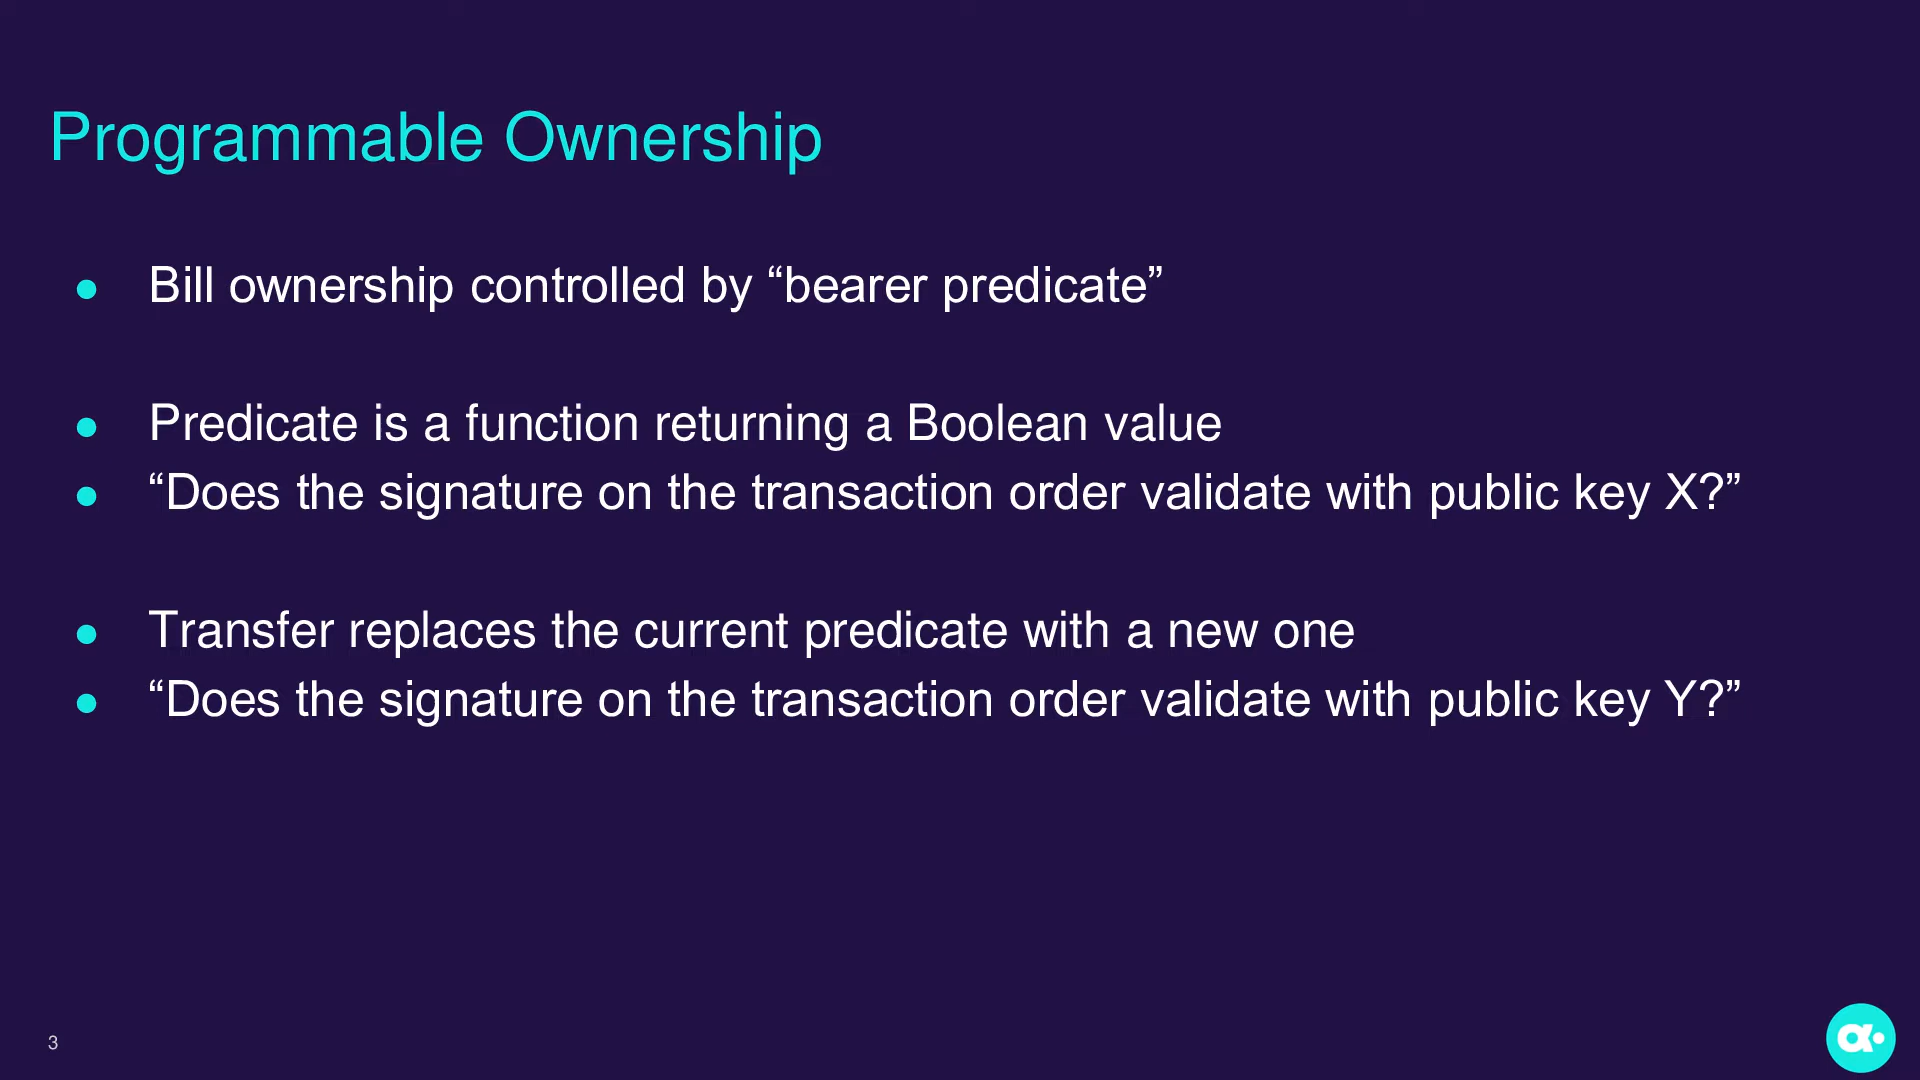 Programmable Ownership
● Bill ownership controlled by “bearer predicate”
● Predicate is a function returning a Boolean value
● “Does the signature on the transaction order validate with public key X?”
● Transfer replaces the current predicate with a new one
● “Does the signature on the transaction order validate with public key Y?”
3